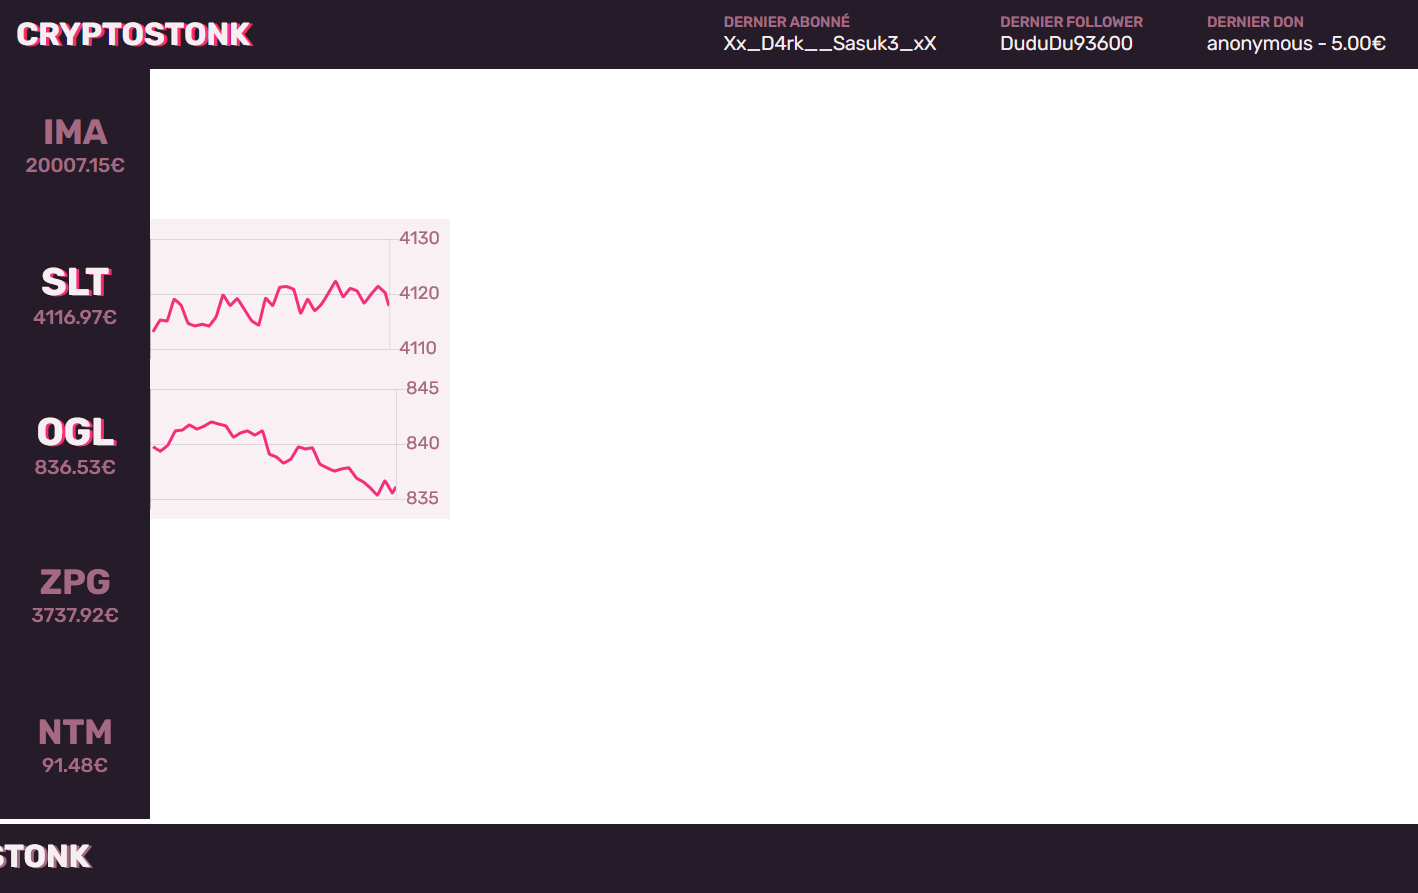 CRYPTOSTONK
DERNIER ABONNÉ
Xx_D4rk__Sasuk3_xX
DERNIER FOLLOWER
DuduDu93600
DERNIER DON
anonymous - 5.00€
IMA
20007.15€
SLT
4116.97€
4130
4120
4110
OGL
836.53€
845
840
835
ZPG
3737.92€
NTM
91.48€
STONK